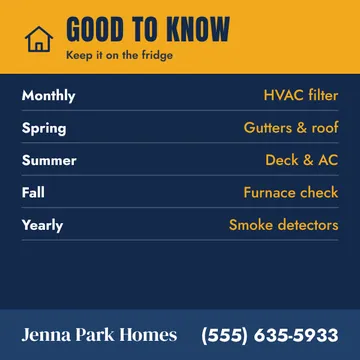 GOOD TO KNOW
Keep it on the fridge
Monthly HVAC filter
Spring Gutters & roof
Summer Deck & AC
Fall Furnace check
Yearly Smoke detectors
Jenna Park Homes (555) 635-5933